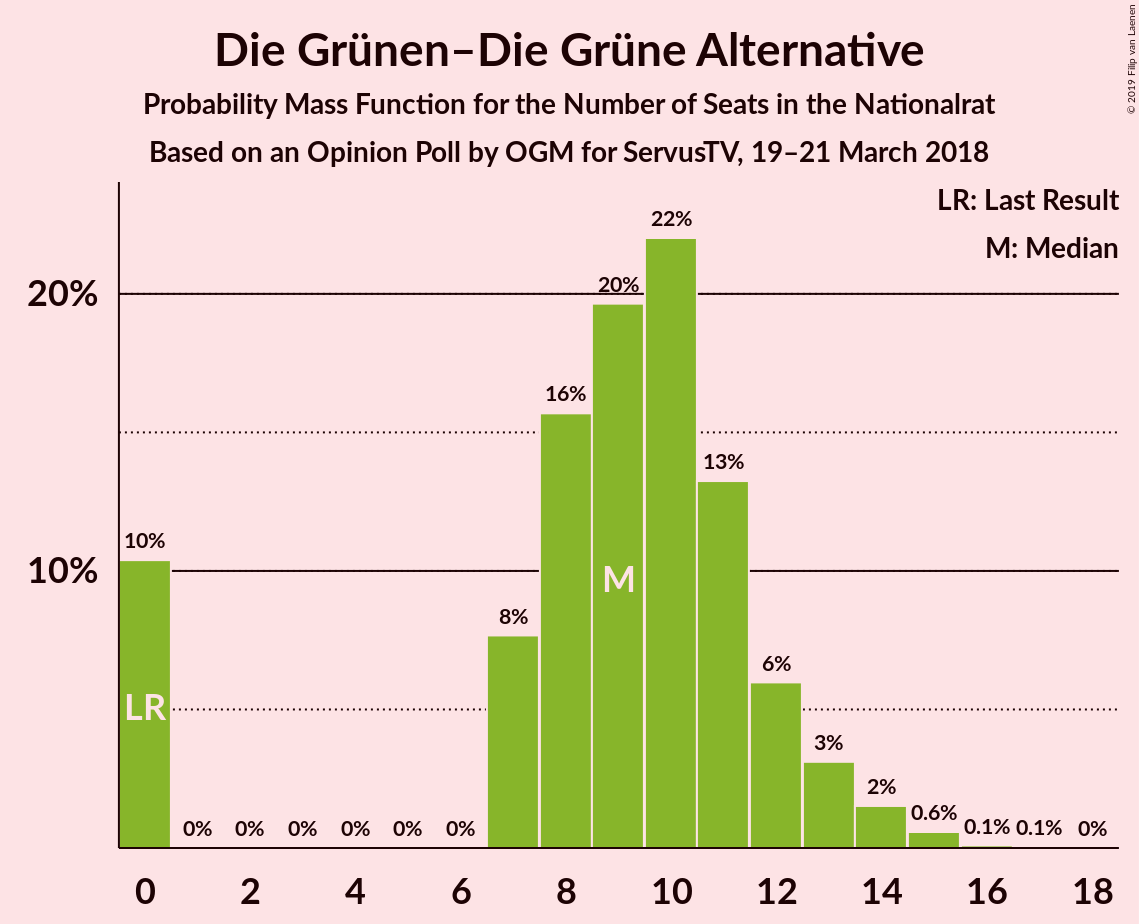 Die Grünen–Die Grüne Alternative
Probability Mass Function for the Number of Seats in the Nationalrat
Based on an Opinion Poll by OGM for ServusTV, 19–21 March 2018
© 2019 Filip van Laenen
LR: Last Result
M: Median
22%
20%
20%
16%
13%
10%
10%
M
8%
6%
LR
3%
2%
0.6%
0% 0% 0% 0% 0% 0% 0.1% 0.1% 0%
0 2 4 6 8 10 12 14 16 18